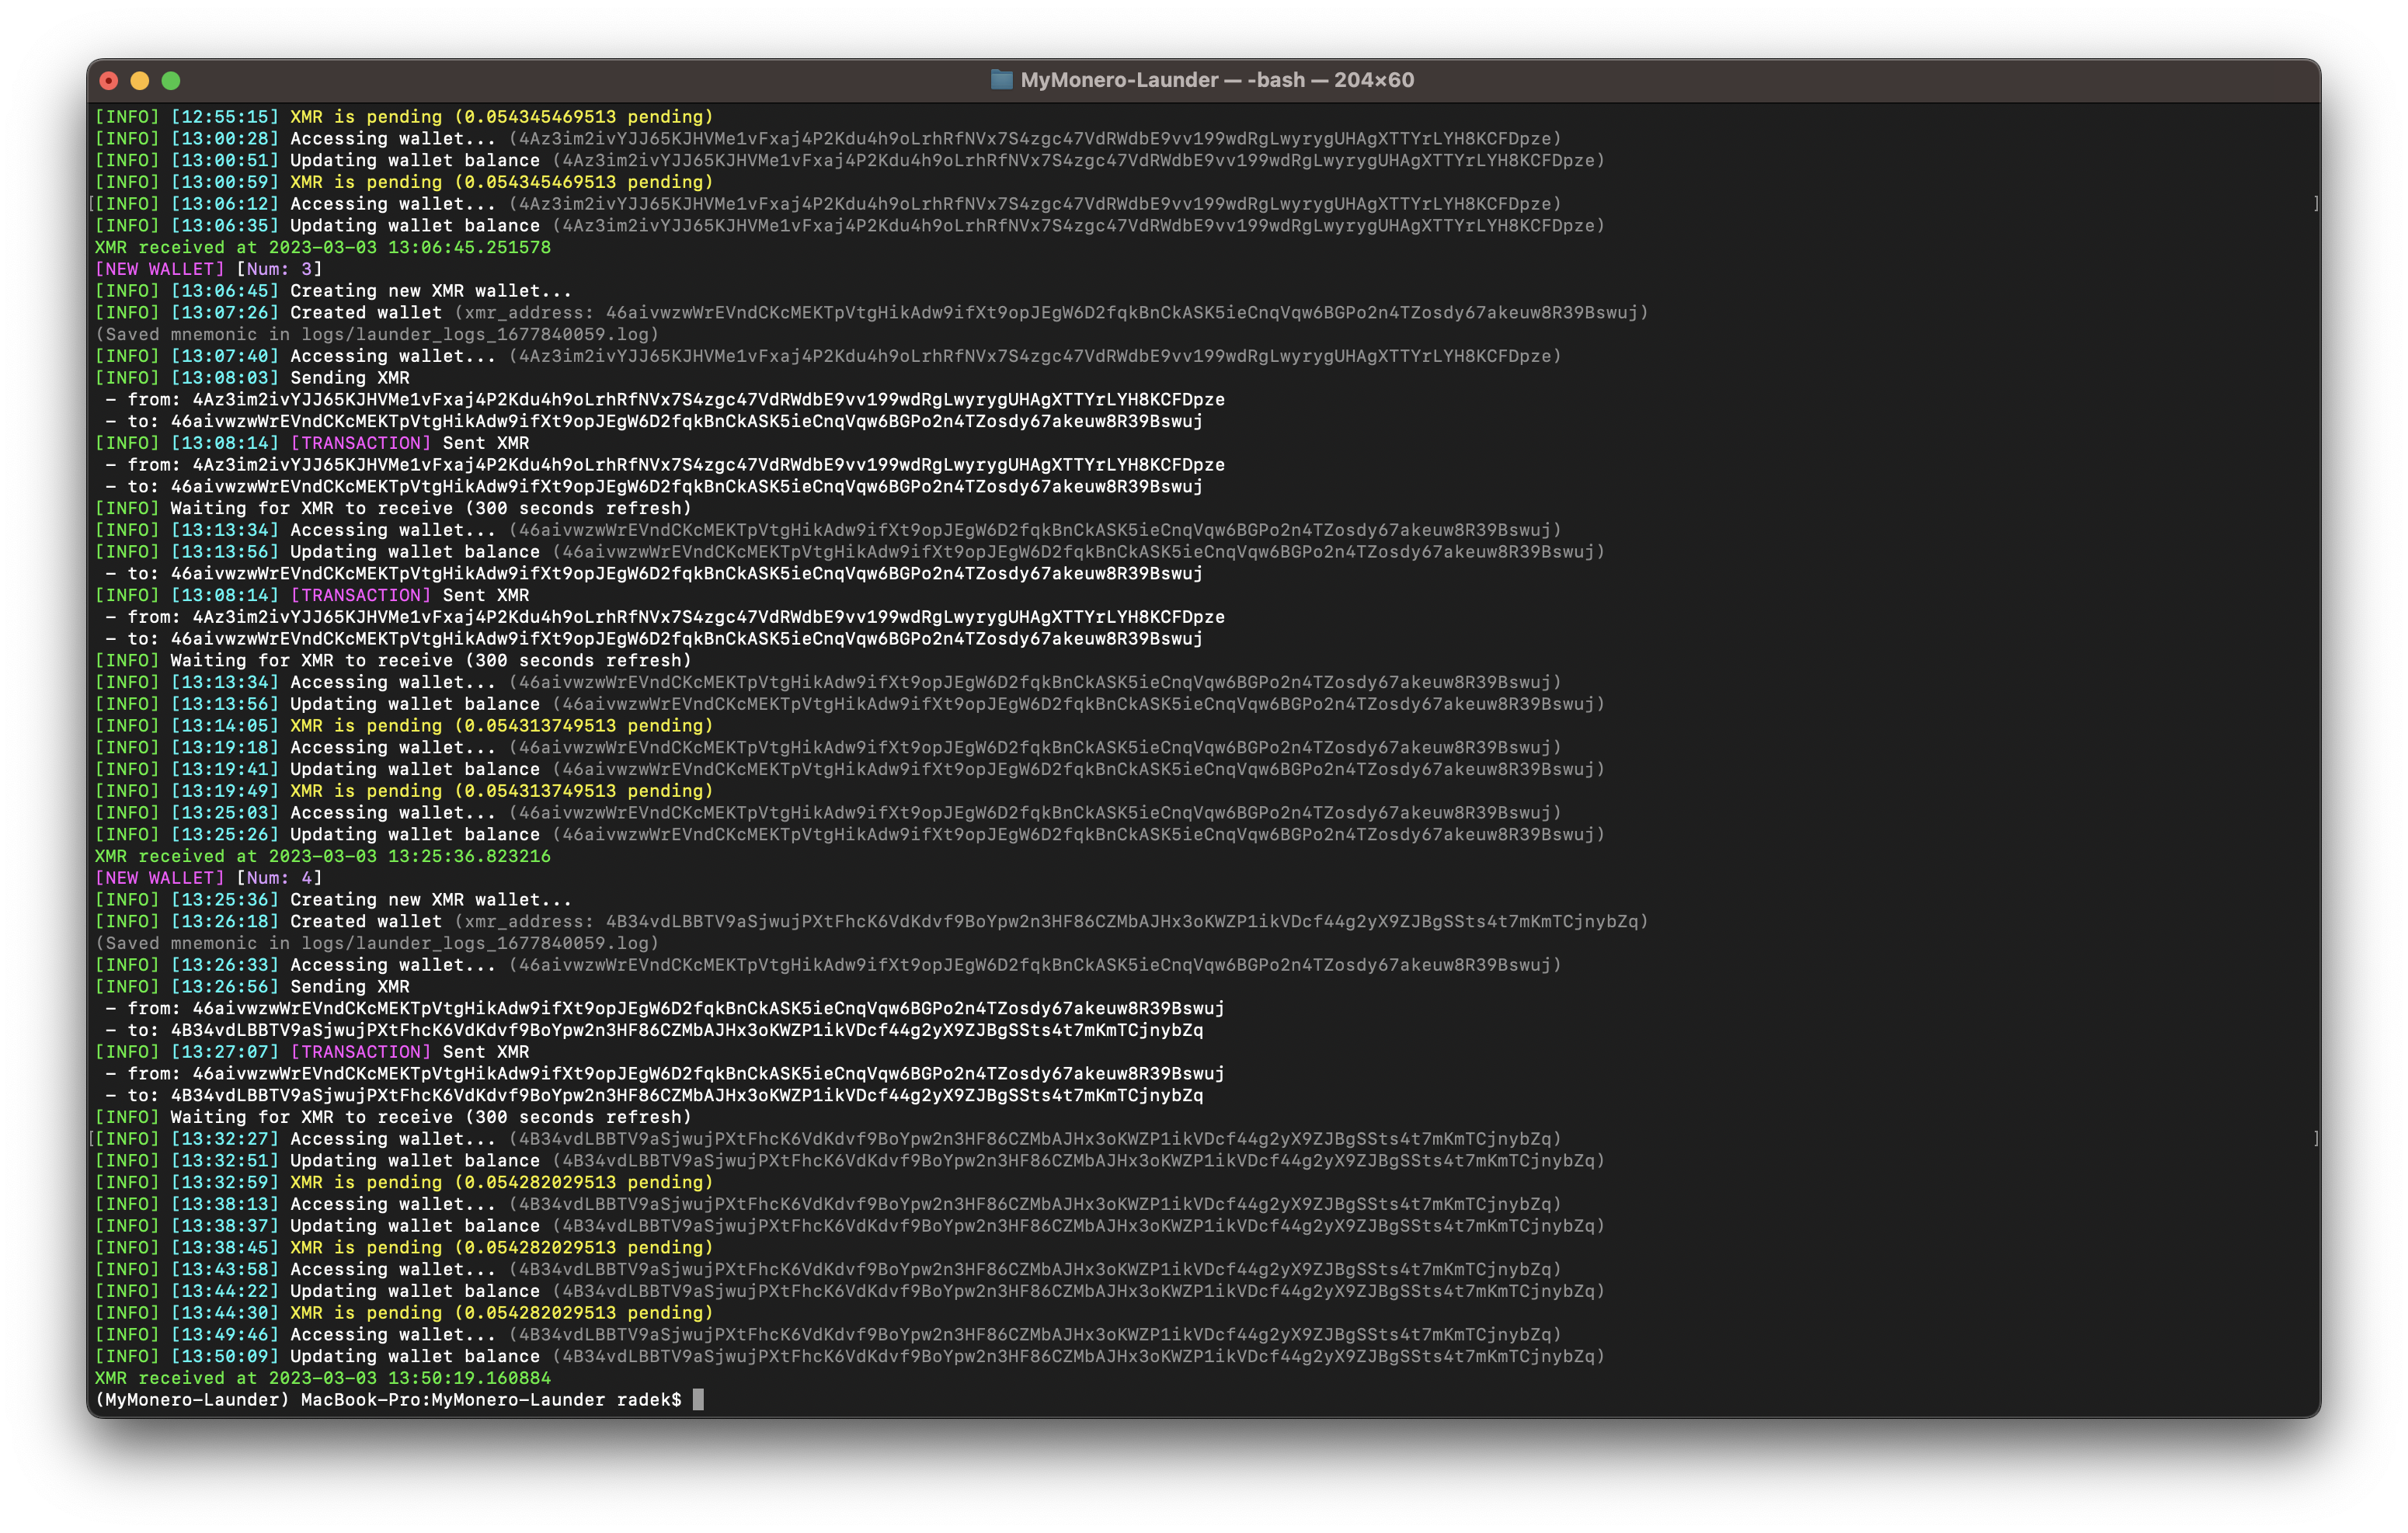 MyMonero-Launder — -bash — 204×60
[INFO] [12:55:15] XMR is pending (0.054345469513 pending)
[INFO] [13:00:28] Accessing wallet... (4Az3im2ivYJJ65KJHVMe1vFxaj4P2Kdu4h9oLrhRfNVx7S4zgc47VdRWdbE9vv199wdRgLwyrygUHAgXTTYrLYH8KCFDpze)
[INFO] [13:00:51] Updating wallet balance (4Az3im2ivYJJ65KJHVMe1vFxaj4P2Kdu4h9oLrhRfNVx7S4zgc47VdRWdbE9vv199wdRgLwyrygUHAgXTTYrLYH8KCFDpze)
[INFO] [13:00:59] XMR is pending (0.054345469513 pending)
[[INFO] [13:06:12] Accessing wallet... (4Az3im2ivYJJ65KJHVMe1vFxaj4P2Kdu4h9oLrhRfNVx7S4zgc47VdRWdbE9vv199wdRgLwyrygUHAgXTTYrLYH8KCFDpze) ]
[INFO] [13:06:35] Updating wallet balance (4Az3im2ivYJJ65KJHVMe1vFxaj4P2Kdu4h9oLrhRfNVx7S4zgc47VdRWdbE9vv199wdRgLwyrygUHAgXTTYrLYH8KCFDpze)
XMR received at 2023-03-03 13:06:45.251578
[NEW WALLET] [Num: 3]
[INFO] [13:06:45] Creating new XMR wallet...
[INFO] [13:07:26] Created wallet (xmr_address: 46aivwzwWrEVndCKcMEKTpVtgHikAdw9ifXt9opJEgW6D2fqkBnCkASK5ieCnqVqw6BGPo2n4TZosdy67akeuw8R39Bswuj)
(Saved mnemonic in logs/launder_logs_1677840059.log)
[INFO] [13:07:40] Accessing wallet... (4Az3im2ivYJJ65KJHVMe1vFxaj4P2Kdu4h9oLrhRfNVx7S4zgc47VdRWdbE9vv199wdRgLwyrygUHAgXTTYrLYH8KCFDpze)
[INFO] [13:08:03] Sending XMR
 – from: 4Az3im2ivYJJ65KJHVMe1vFxaj4P2Kdu4h9oLrhRfNVx7S4zgc47VdRWdbE9vv199wdRgLwyrygUHAgXTTYrLYH8KCFDpze
 – to: 46aivwzwWrEVndCKcMEKTpVtgHikAdw9ifXt9opJEgW6D2fqkBnCkASK5ieCnqVqw6BGPo2n4TZosdy67akeuw8R39Bswuj
[INFO] [13:08:14] [TRANSACTION] Sent XMR
 – from: 4Az3im2ivYJJ65KJHVMe1vFxaj4P2Kdu4h9oLrhRfNVx7S4zgc47VdRWdbE9vv199wdRgLwyrygUHAgXTTYrLYH8KCFDpze
 – to: 46aivwzwWrEVndCKcMEKTpVtgHikAdw9ifXt9opJEgW6D2fqkBnCkASK5ieCnqVqw6BGPo2n4TZosdy67akeuw8R39Bswuj
[INFO] Waiting for XMR to receive (300 seconds refresh)
[INFO] [13:13:34] Accessing wallet... (46aivwzwWrEVndCKcMEKTpVtgHikAdw9ifXt9opJEgW6D2fqkBnCkASK5ieCnqVqw6BGPo2n4TZosdy67akeuw8R39Bswuj)
[INFO] [13:13:56] Updating wallet balance (46aivwzwWrEVndCKcMEKTpVtgHikAdw9ifXt9opJEgW6D2fqkBnCkASK5ieCnqVqw6BGPo2n4TZosdy67akeuw8R39Bswuj)
 – to: 46aivwzwWrEVndCKcMEKTpVtgHikAdw9ifXt9opJEgW6D2fqkBnCkASK5ieCnqVqw6BGPo2n4TZosdy67akeuw8R39Bswuj
[INFO] [13:08:14] [TRANSACTION] Sent XMR
 – from: 4Az3im2ivYJJ65KJHVMe1vFxaj4P2Kdu4h9oLrhRfNVx7S4zgc47VdRWdbE9vv199wdRgLwyrygUHAgXTTYrLYH8KCFDpze
 – to: 46aivwzwWrEVndCKcMEKTpVtgHikAdw9ifXt9opJEgW6D2fqkBnCkASK5ieCnqVqw6BGPo2n4TZosdy67akeuw8R39Bswuj
[INFO] Waiting for XMR to receive (300 seconds refresh)
[INFO] [13:13:34] Accessing wallet... (46aivwzwWrEVndCKcMEKTpVtgHikAdw9ifXt9opJEgW6D2fqkBnCkASK5ieCnqVqw6BGPo2n4TZosdy67akeuw8R39Bswuj)
[INFO] [13:13:56] Updating wallet balance (46aivwzwWrEVndCKcMEKTpVtgHikAdw9ifXt9opJEgW6D2fqkBnCkASK5ieCnqVqw6BGPo2n4TZosdy67akeuw8R39Bswuj)
[INFO] [13:14:05] XMR is pending (0.054313749513 pending)
[INFO] [13:19:18] Accessing wallet... (46aivwzwWrEVndCKcMEKTpVtgHikAdw9ifXt9opJEgW6D2fqkBnCkASK5ieCnqVqw6BGPo2n4TZosdy67akeuw8R39Bswuj)
[INFO] [13:19:41] Updating wallet balance (46aivwzwWrEVndCKcMEKTpVtgHikAdw9ifXt9opJEgW6D2fqkBnCkASK5ieCnqVqw6BGPo2n4TZosdy67akeuw8R39Bswuj)
[INFO] [13:19:49] XMR is pending (0.054313749513 pending)
[INFO] [13:25:03] Accessing wallet... (46aivwzwWrEVndCKcMEKTpVtgHikAdw9ifXt9opJEgW6D2fqkBnCkASK5ieCnqVqw6BGPo2n4TZosdy67akeuw8R39Bswuj)
[INFO] [13:25:26] Updating wallet balance (46aivwzwWrEVndCKcMEKTpVtgHikAdw9ifXt9opJEgW6D2fqkBnCkASK5ieCnqVqw6BGPo2n4TZosdy67akeuw8R39Bswuj)
XMR received at 2023-03-03 13:25:36.823216
[NEW WALLET] [Num: 4]
[INFO] [13:25:36] Creating new XMR wallet...
[INFO] [13:26:18] Created wallet (xmr_address: 4B34vdLBBTV9aSjwujPXtFhcK6VdKdvf9BoYpw2n3HF86CZMbAJHx3oKWZP1ikVDcf44g2yX9ZJBgSSts4t7mKmTCjnybZq)
(Saved mnemonic in logs/launder_logs_1677840059.log)
[INFO] [13:26:33] Accessing wallet... (46aivwzwWrEVndCKcMEKTpVtgHikAdw9ifXt9opJEgW6D2fqkBnCkASK5ieCnqVqw6BGPo2n4TZosdy67akeuw8R39Bswuj)
[INFO] [13:26:56] Sending XMR
 – from: 46aivwzwWrEVndCKcMEKTpVtgHikAdw9ifXt9opJEgW6D2fqkBnCkASK5ieCnqVqw6BGPo2n4TZosdy67akeuw8R39Bswuj
 – to: 4B34vdLBBTV9aSjwujPXtFhcK6VdKdvf9BoYpw2n3HF86CZMbAJHx3oKWZP1ikVDcf44g2yX9ZJBgSSts4t7mKmTCjnybZq
[INFO] [13:27:07] [TRANSACTION] Sent XMR
 – from: 46aivwzwWrEVndCKcMEKTpVtgHikAdw9ifXt9opJEgW6D2fqkBnCkASK5ieCnqVqw6BGPo2n4TZosdy67akeuw8R39Bswuj
 – to: 4B34vdLBBTV9aSjwujPXtFhcK6VdKdvf9BoYpw2n3HF86CZMbAJHx3oKWZP1ikVDcf44g2yX9ZJBgSSts4t7mKmTCjnybZq
[INFO] Waiting for XMR to receive (300 seconds refresh)
[[INFO] [13:32:27] Accessing wallet... (4B34vdLBBTV9aSjwujPXtFhcK6VdKdvf9BoYpw2n3HF86CZMbAJHx3oKWZP1ikVDcf44g2yX9ZJBgSSts4t7mKmTCjnybZq) ]
[INFO] [13:32:51] Updating wallet balance (4B34vdLBBTV9aSjwujPXtFhcK6VdKdvf9BoYpw2n3HF86CZMbAJHx3oKWZP1ikVDcf44g2yX9ZJBgSSts4t7mKmTCjnybZq)
[INFO] [13:32:59] XMR is pending (0.054282029513 pending)
[INFO] [13:38:13] Accessing wallet... (4B34vdLBBTV9aSjwujPXtFhcK6VdKdvf9BoYpw2n3HF86CZMbAJHx3oKWZP1ikVDcf44g2yX9ZJBgSSts4t7mKmTCjnybZq)
[INFO] [13:38:37] Updating wallet balance (4B34vdLBBTV9aSjwujPXtFhcK6VdKdvf9BoYpw2n3HF86CZMbAJHx3oKWZP1ikVDcf44g2yX9ZJBgSSts4t7mKmTCjnybZq)
[INFO] [13:38:45] XMR is pending (0.054282029513 pending)
[INFO] [13:43:58] Accessing wallet... (4B34vdLBBTV9aSjwujPXtFhcK6VdKdvf9BoYpw2n3HF86CZMbAJHx3oKWZP1ikVDcf44g2yX9ZJBgSSts4t7mKmTCjnybZq)
[INFO] [13:44:22] Updating wallet balance (4B34vdLBBTV9aSjwujPXtFhcK6VdKdvf9BoYpw2n3HF86CZMbAJHx3oKWZP1ikVDcf44g2yX9ZJBgSSts4t7mKmTCjnybZq)
[INFO] [13:44:30] XMR is pending (0.054282029513 pending)
[INFO] [13:49:46] Accessing wallet... (4B34vdLBBTV9aSjwujPXtFhcK6VdKdvf9BoYpw2n3HF86CZMbAJHx3oKWZP1ikVDcf44g2yX9ZJBgSSts4t7mKmTCjnybZq)
[INFO] [13:50:09] Updating wallet balance (4B34vdLBBTV9aSjwujPXtFhcK6VdKdvf9BoYpw2n3HF86CZMbAJHx3oKWZP1ikVDcf44g2yX9ZJBgSSts4t7mKmTCjnybZq)
XMR received at 2023-03-03 13:50:19.160884
(MyMonero-Launder) MacBook-Pro:MyMonero-Launder radek$